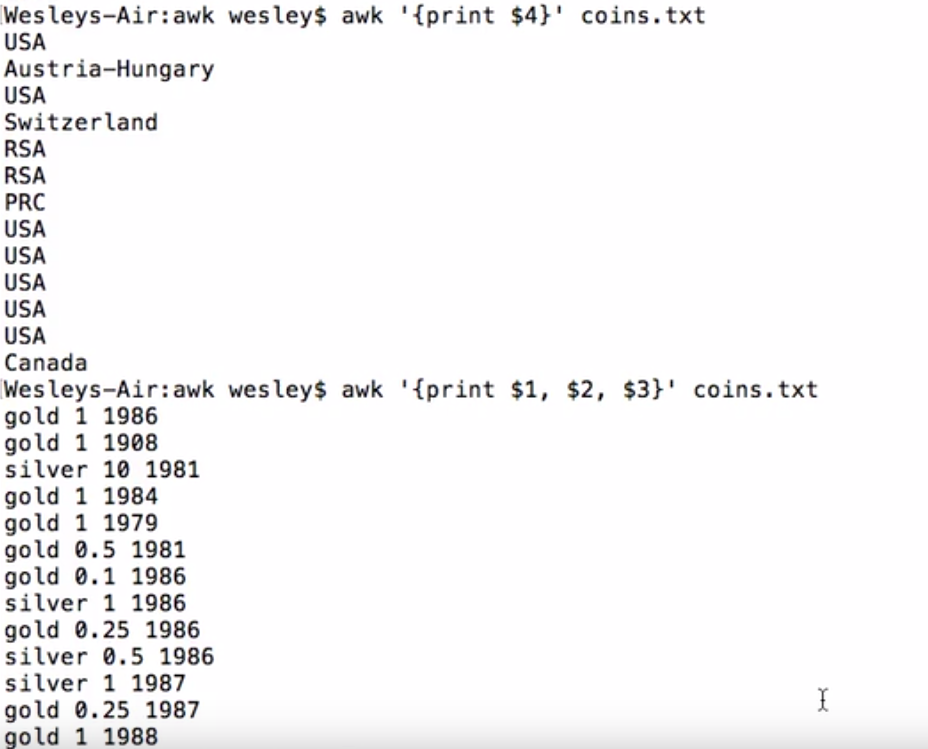 Wesleys-Air:awk wesley$ awk '{print $4}' coins.txt
USA
Austria-Hungary
USA
Switzerland
RSA
RSA
PRC
USA
USA
USA
USA
USA
Canada
Wesleys-Air:awk wesley$ awk '{print $1, $2, $3}' coins.txt
gold 1 1986
gold 1 1908
silver 10 1981
gold 1 1984
gold 1 1979
gold 0.5 1981
gold 0.1 1986
silver 1 1986
gold 0.25 1986
silver 0.5 1986
silver 1 1987
gold 0.25 1987
gold 1 1988